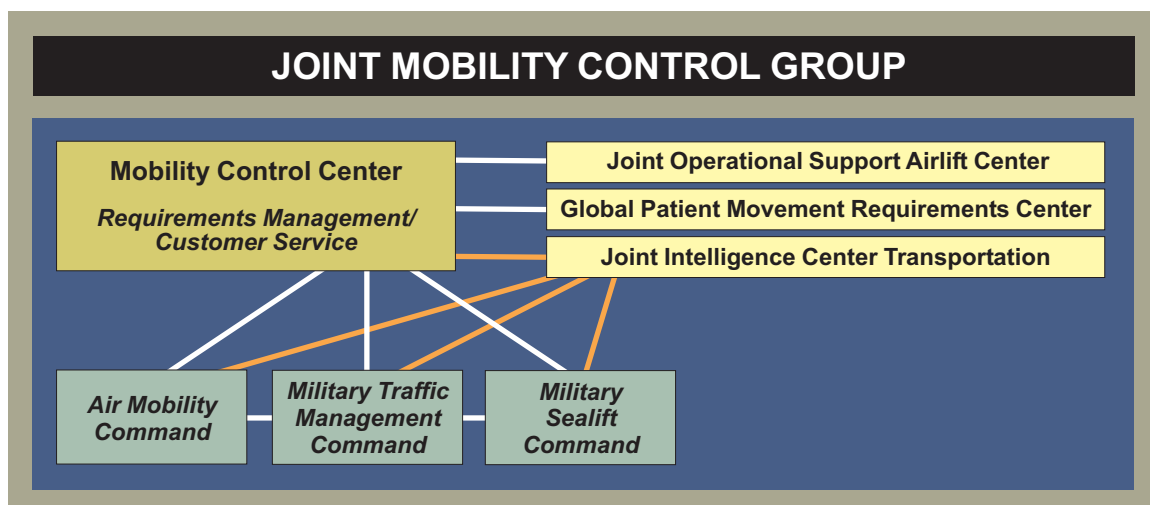 JOINT MOBILITY CONTROL GROUP
Mobility Control Center
Requirements Management/
Customer Service
Joint Operational Support Airlift Center
Global Patient Movement Requirements Center
Joint Intelligence Center Transportation
Air Mobility
Command
Military Traffic
Management
Command
Military
Sealift
Command